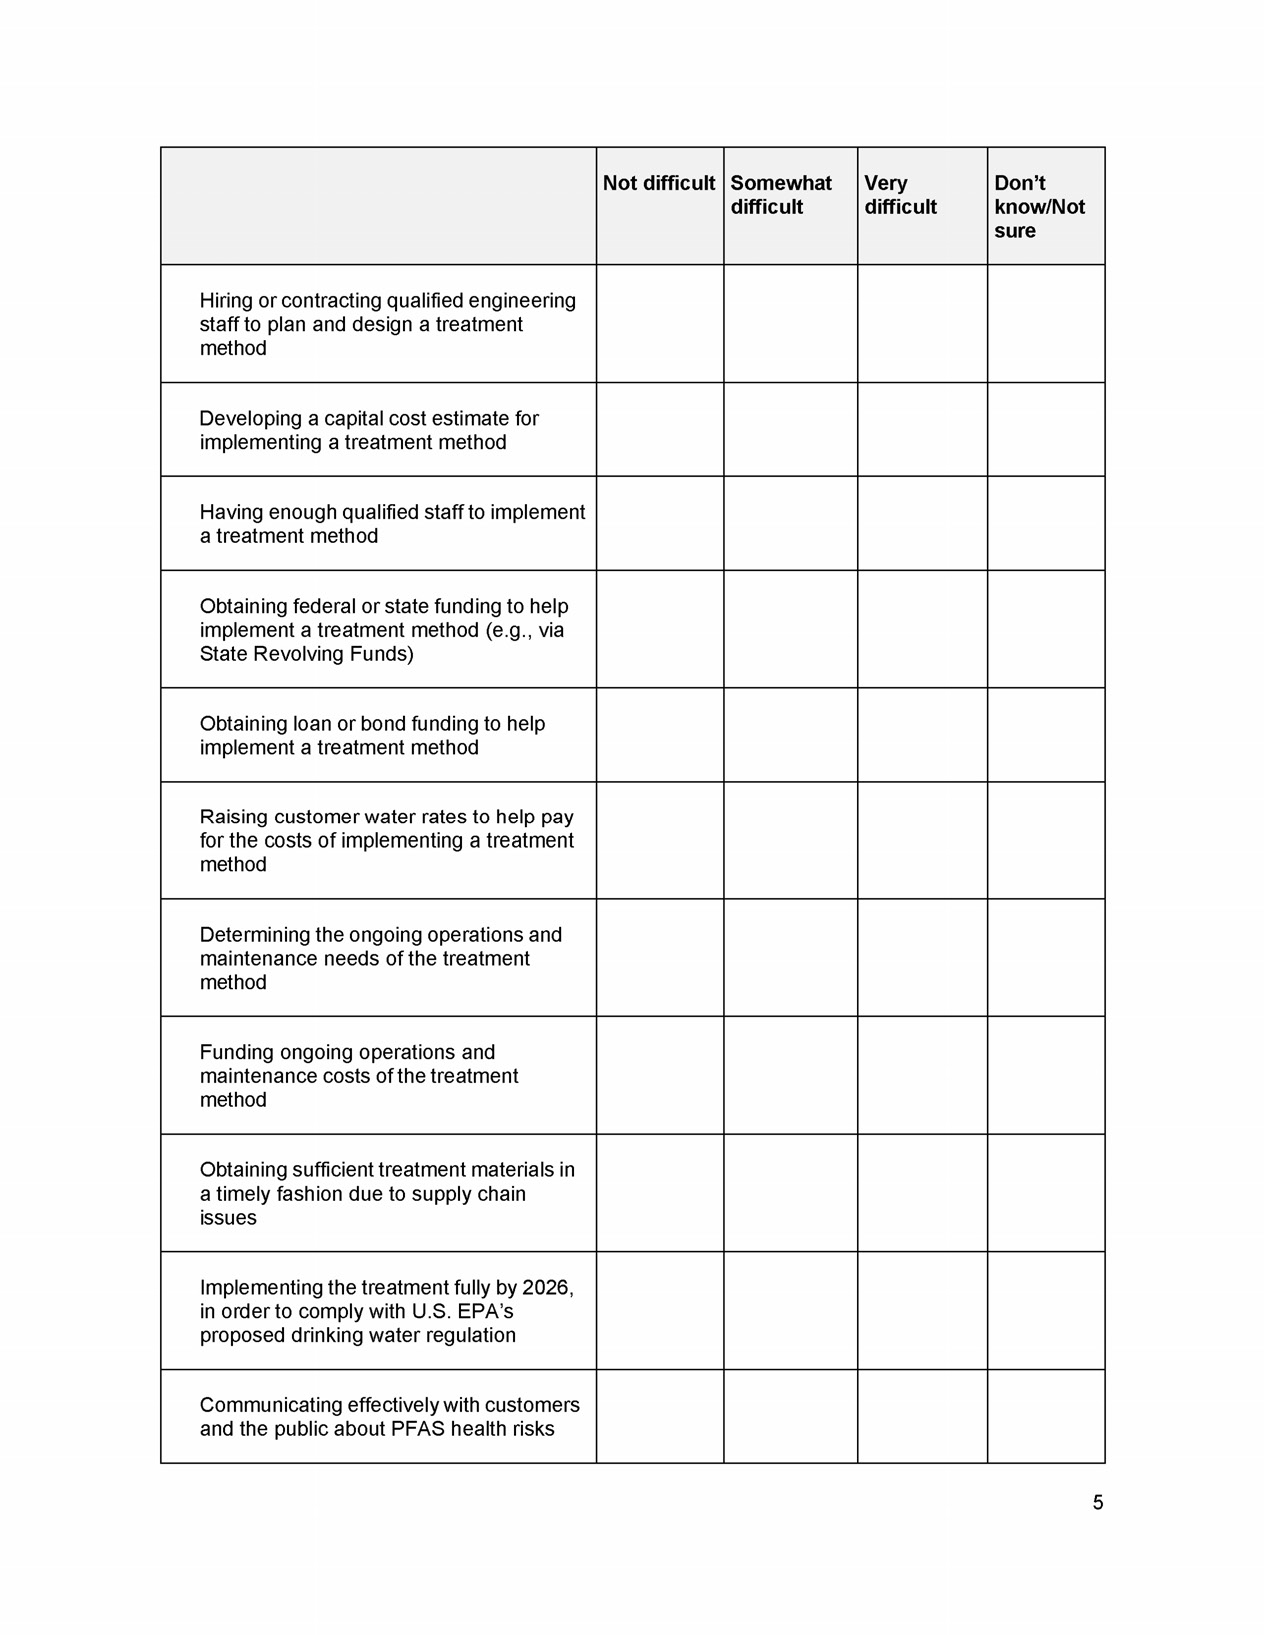 Not difficult
Somewhat
difficult
Very
difficult
Don’t
know/Not
sure
Hiring or contracting qualified engineering
staff to plan and design a treatment
method
Developing a capital cost estimate for
implementing a treatment method
Having enough qualified staff to implement
a treatment method
Obtaining federal or state funding to help
implement a treatment method (e.g., via
State Revolving Funds)
Obtaining loan or bond funding to help
implement a treatment method
Raising customer water rates to help pay
for the costs of implementing a treatment
method
Determining the ongoing operations and
maintenance needs of the treatment
method
Funding ongoing operations and
maintenance costs of the treatment
method
Obtaining sufficient treatment materials in
a timely fashion due to supply chain
issues
Implementing the treatment fully by 2026,
in order to comply with U.S. EPA’s
proposed drinking water regulation
Communicating effectively with customers
and the public about PFAS health risks
5